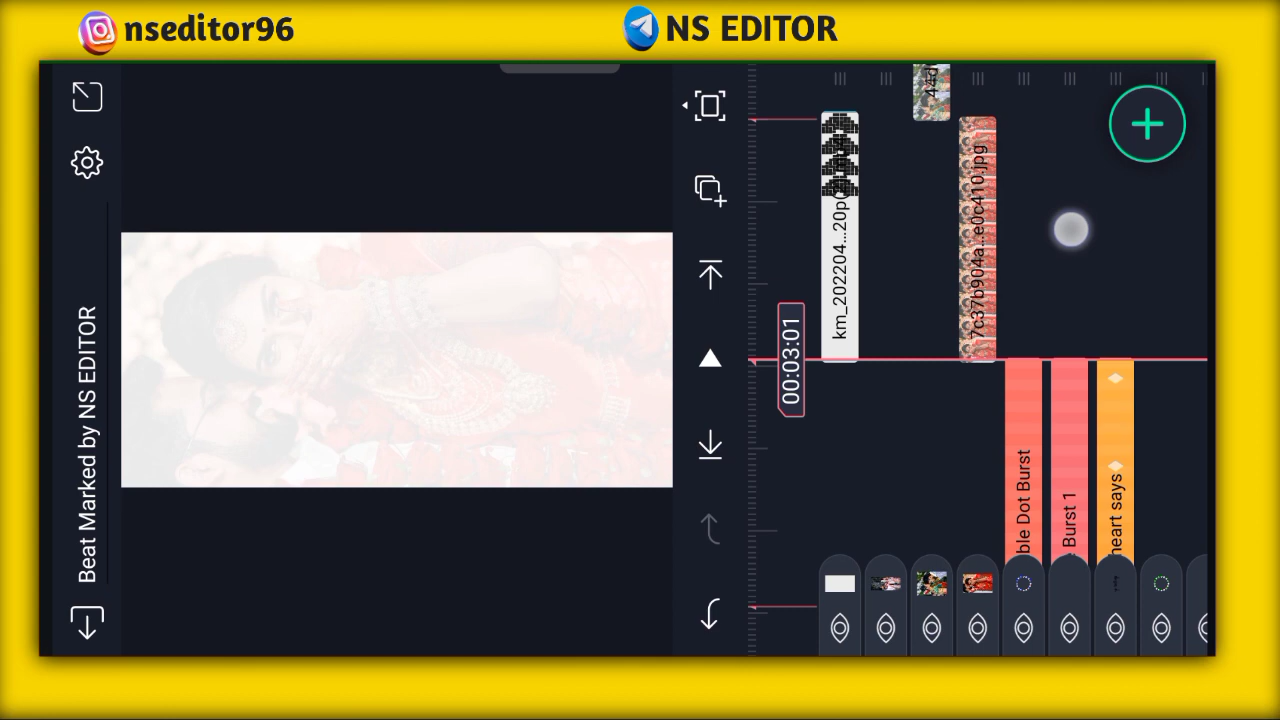 nseditor96
NS EDITOR
Beat Marked by NS EDITOR
00:03:01
km_202204..20p
44d
7c37b904a..e0c410.jpg
ble Dot Burst
Burst 1
heart says